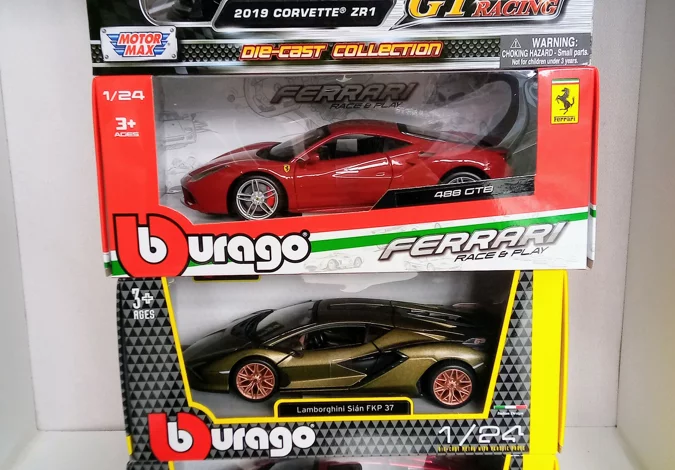 2019 CORVETTE® ZR1
GT RACING
MOTOR MAX
DIE-CAST COLLECTION
WARNING:
CHOKING HAZARD - Small parts.
Not for children under 3 years.
1/24
FERRARI
RACE & PLAY
3+
AGES
Ferrari
488 GTB
burago
FERRARI
RACE & PLAY
3+
AGES
Lamborghini Sián FKP 37
burago
1/24